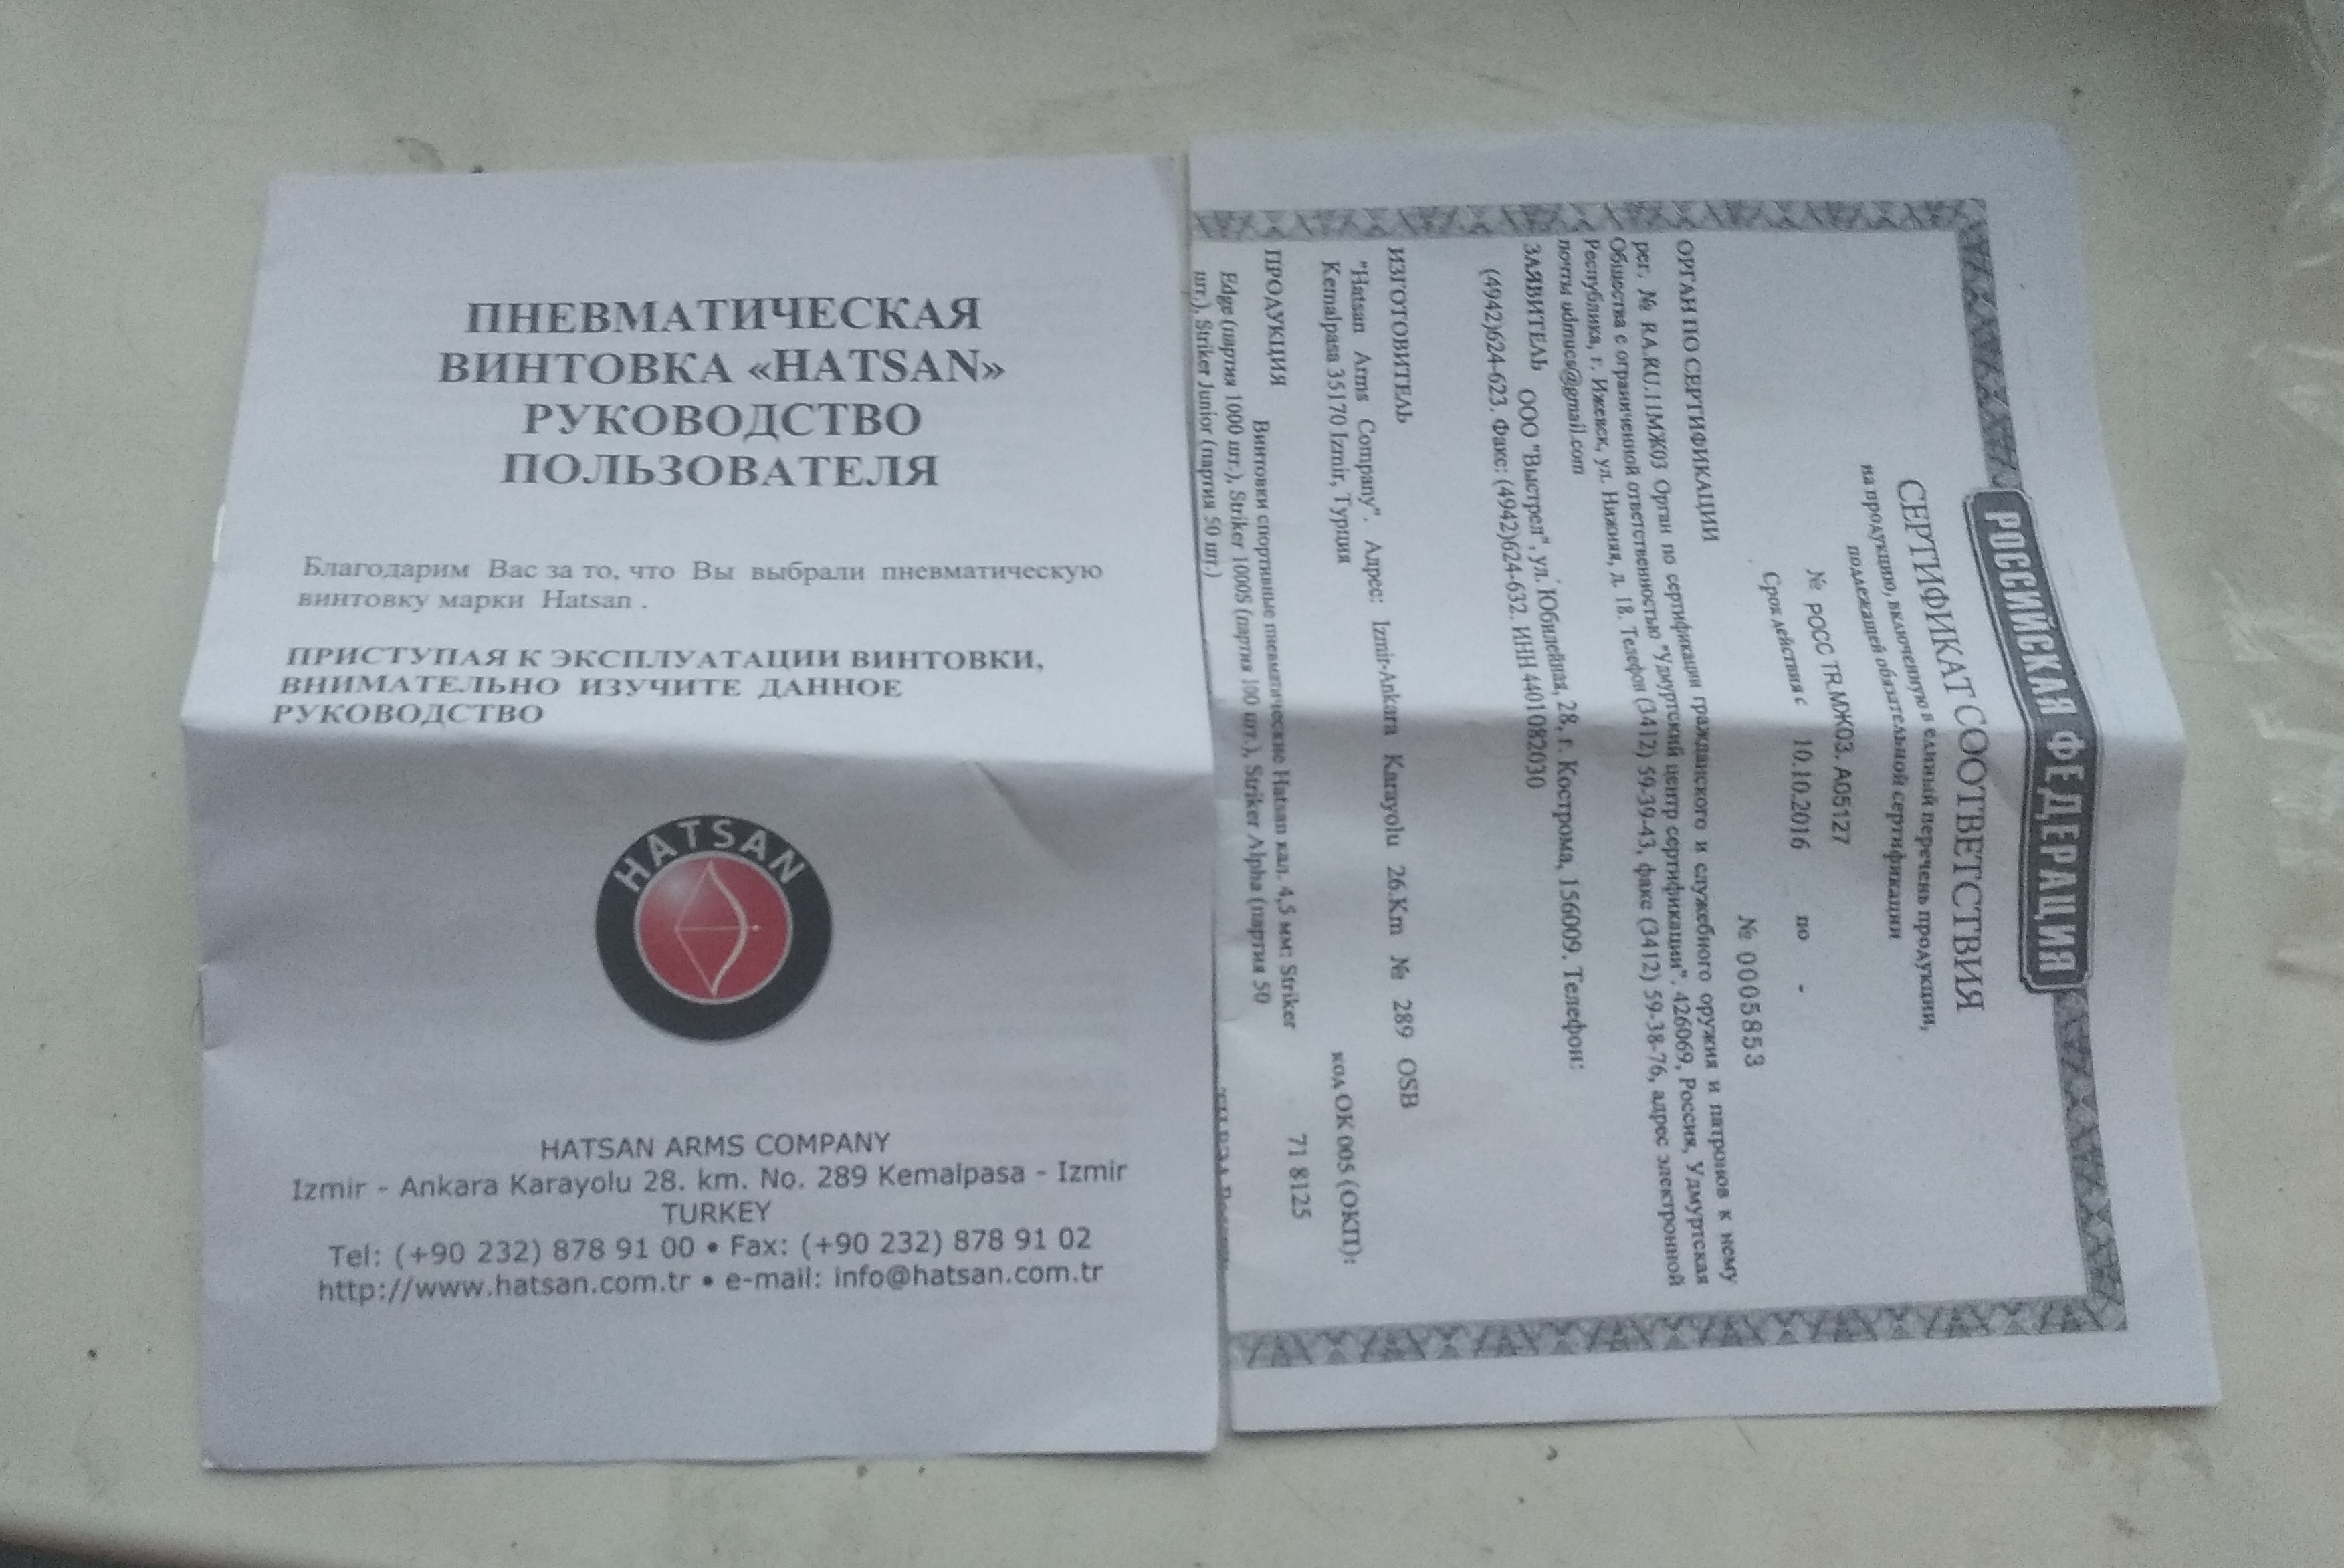 ПНЕВМАТИЧЕСКАЯ
ВИНТОВКА «HATSAN»
РУКОВОДСТВО
ПОЛЬЗОВАТЕЛЯ
Благодарим Вас за то, что Вы выбрали пневматическую
винтовку марки Hatsan .
ПРИСТУПАЯ К ЭКСПЛУАТАЦИИ ВИНТОВКИ,
ВНИМАТЕЛЬНО ИЗУЧИТЕ ДАННОЕ
РУКОВОДСТВО
HATSAN
HATSAN ARMS COMPANY
Izmir - Ankara Karayolu 28. km. No. 289 Kemalpasa - Izmir
TURKEY
Tel: (+90 232) 878 91 00 • Fax: (+90 232) 878 91 02
http://www.hatsan.com.tr • e-mail: info@hatsan.com.tr
РОССИЙСКАЯ ФЕДЕРАЦИЯ
СЕРТИФИКАТ СООТВЕТСТВИЯ
на продукцию, включенную в единый перечень продукции,
подлежащей обязательной сертификации
№ РОСС TR.МЖ03. А05127
Срок действия с 10.10.2016 по -
№ 0005853
ОРГАН ПО СЕРТИФИКАЦИИ
рег. № RA.RU.11МЖ03 Орган по сертификации гражданского и служебного оружия и патронов к нему
Общества с ограниченной ответственностью "Удмуртский центр сертификации". 426069, Россия, Удмуртская
Республика, г. Ижевск, ул. Нижняя, д. 18. Телефон (3412) 59-39-43, факс (3412) 59-38-76, адрес электронной
почты udmucs@gmail.com
ЗАЯВИТЕЛЬ ООО "Выстрел", ул. Юбилейная, 28, г. Кострома, 156009. Телефон:
(4942)624-623. Факс: (4942)624-632. ИНН 4401082030
ИЗГОТОВИТЕЛЬ
"Hatsan Arms Company". Адрес: Izmir-Ankara Karayolu 26.Km № 289 OSB
Kemalpasa 35170 Izmir, Турция
код ОК 005 (ОКП):
71 8125
ПРОДУКЦИЯ Винтовки спортивные пневматические Hatsan кал. 4,5 мм: Striker
Edge (партия 1000 шт.), Striker 1000S (партия 100 шт.), Striker Alpha (партия 50
шт.), Striker Junior (партия 50 шт.)